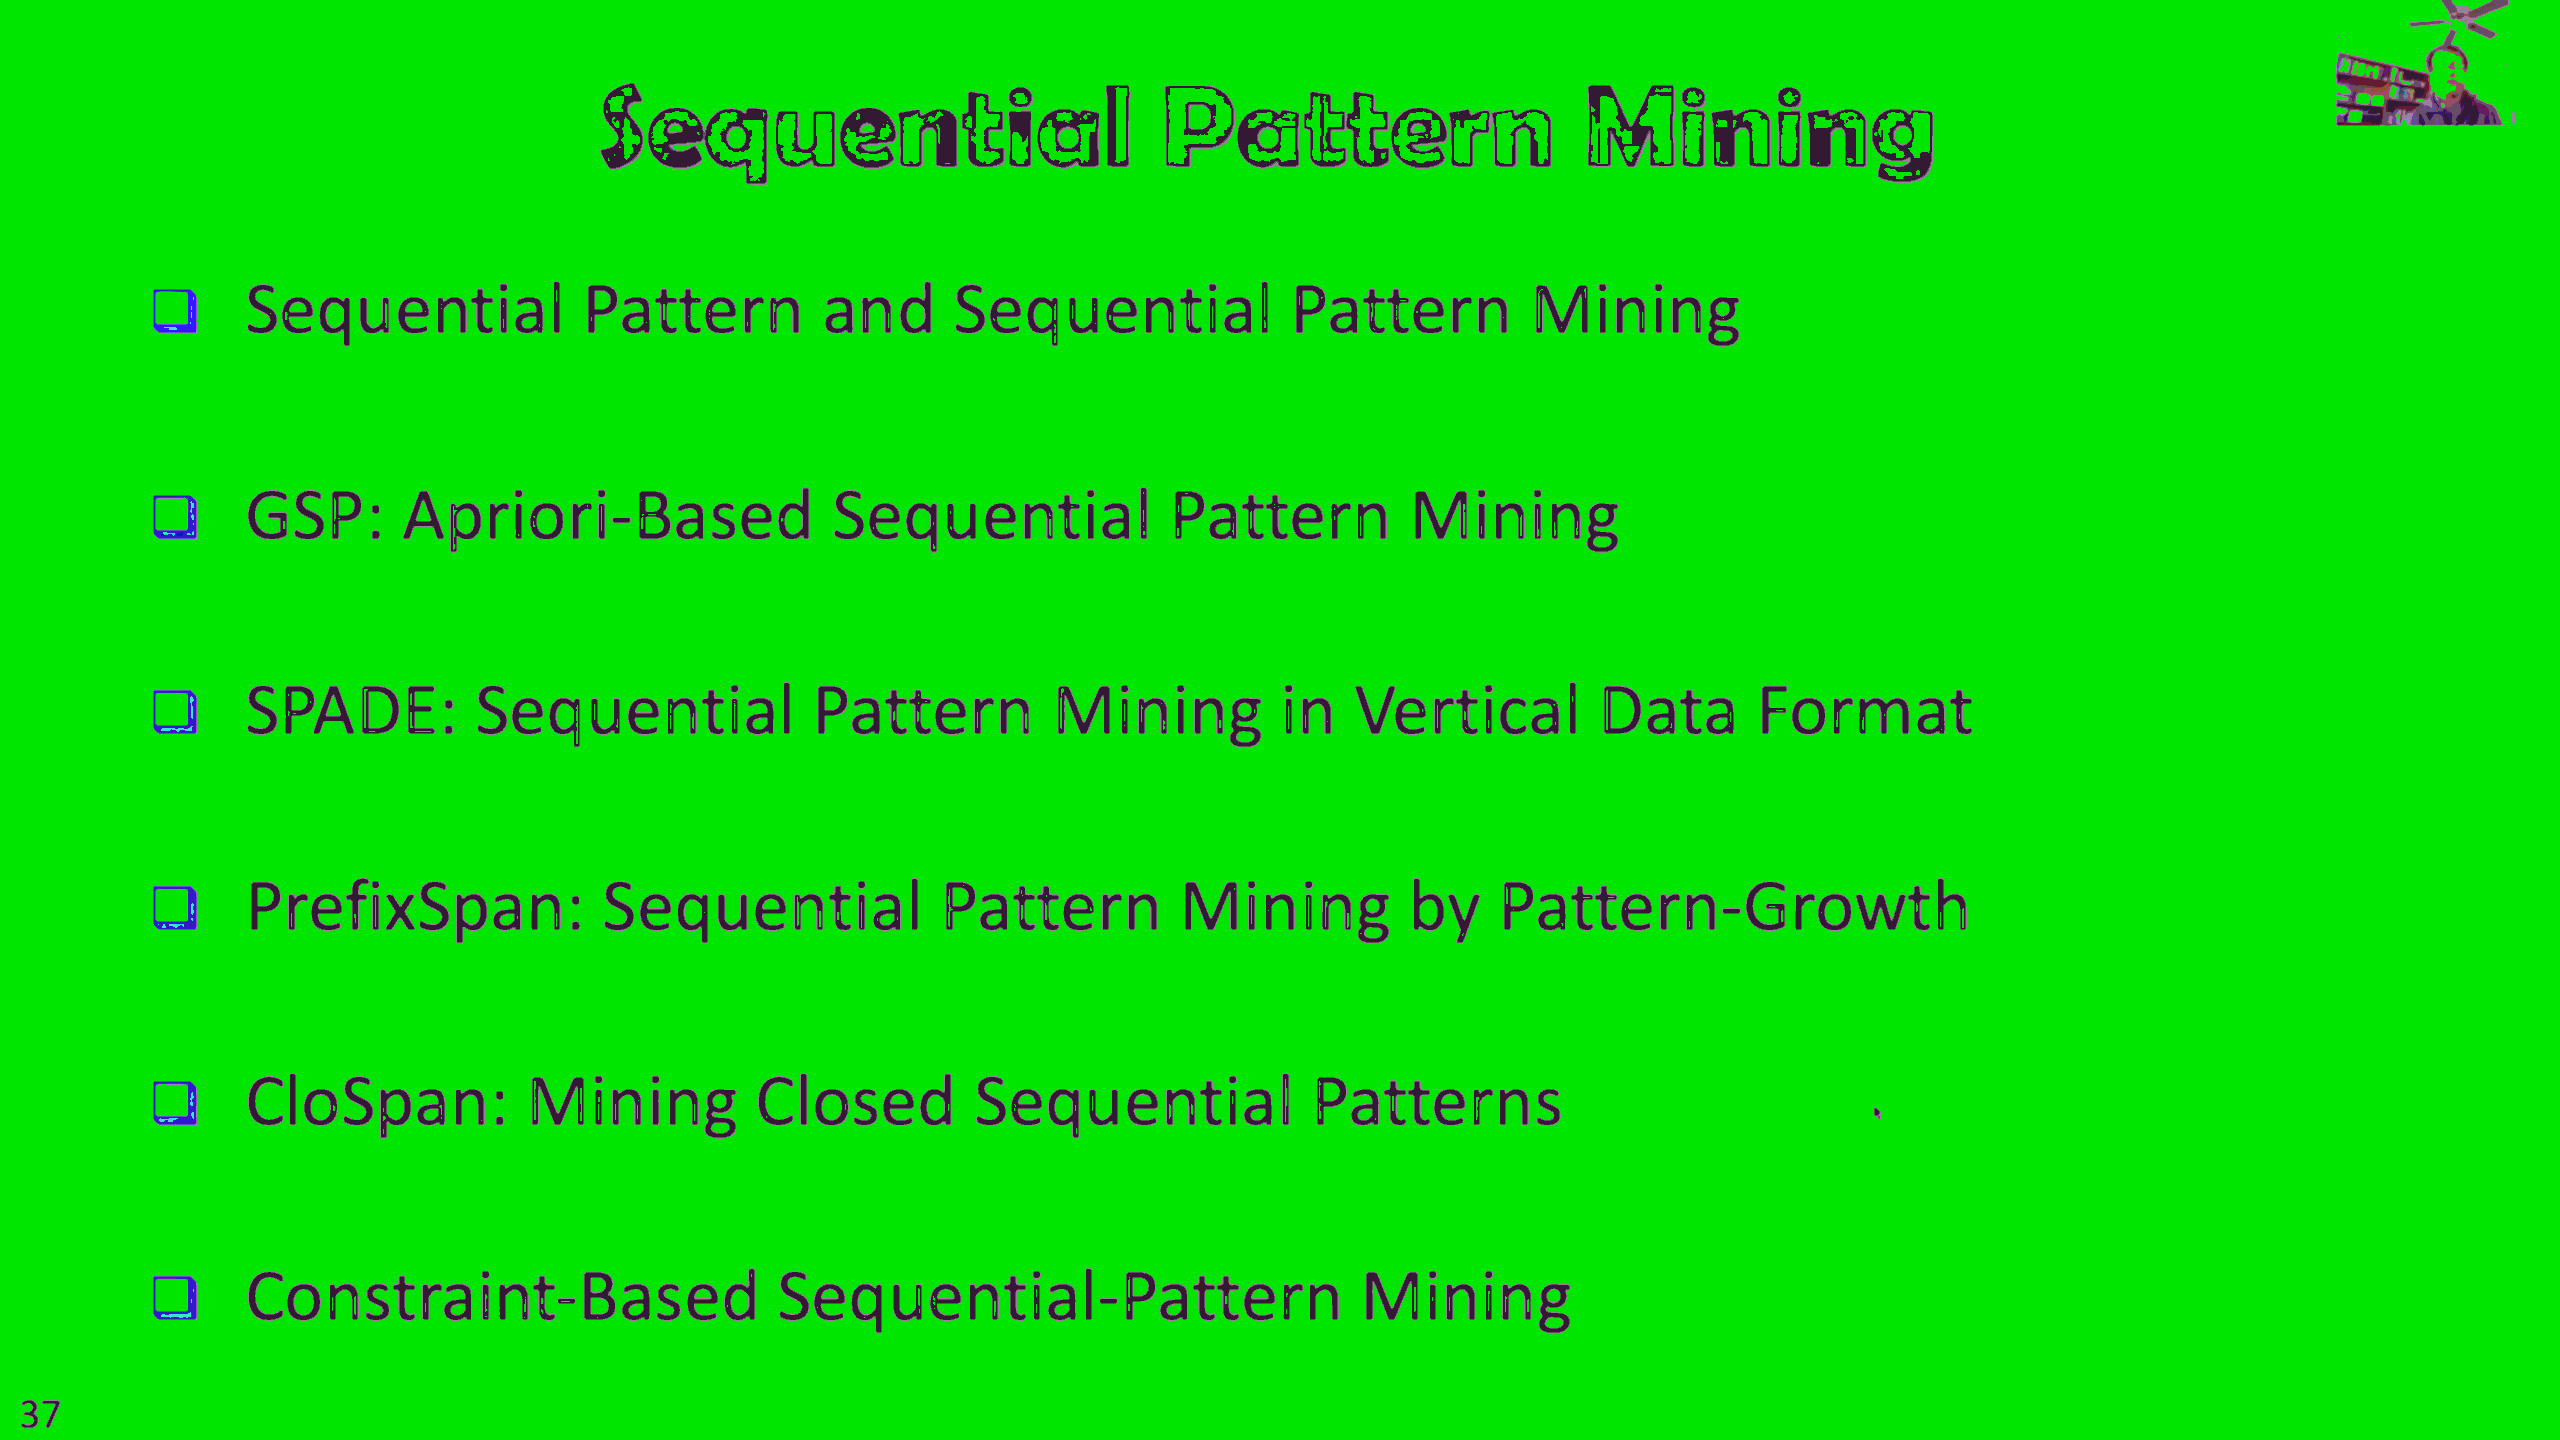 Sequential Pattern Mining
Sequential Pattern and Sequential Pattern Mining
GSP: Apriori-Based Sequential Pattern Mining
SPADE: Sequential Pattern Mining in Vertical Data Format
PrefixSpan: Sequential Pattern Mining by Pattern-Growth
CloSpan: Mining Closed Sequential Patterns
Constraint-Based Sequential-Pattern Mining
37